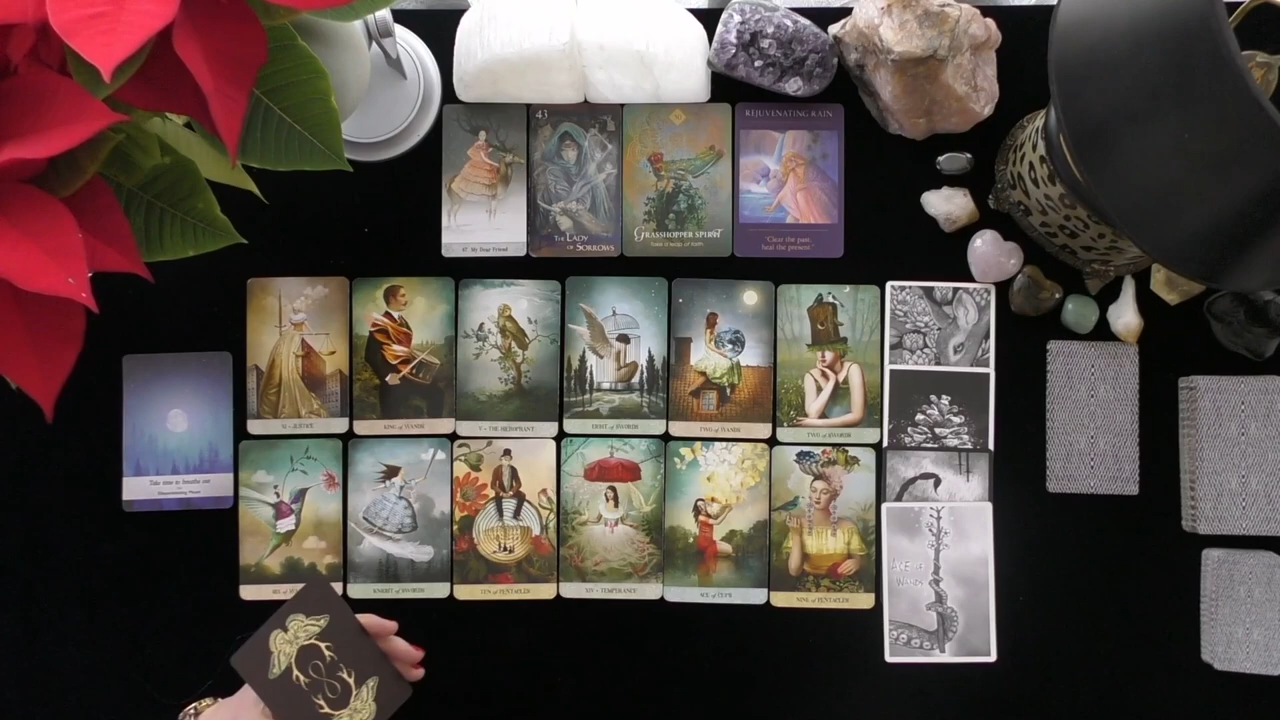 43
REJUVENATING RAIN
50
47. My Dear Friend
THE LADY
OF SORROWS
GRASSHOPPER SPIRIT
Take a leap of faith
"Clear the past,
heal the present."
XI ~ JUSTICE
KING of WANDS
V ~ THE HIEROPHANT
EIGHT of SWORDS
TWO of WANDS
TWO of SWORDS
Take time to breathe out
Disseminating Moon
KNIGHT of SWORDS
TEN of PENTACLES
XIV ~ TEMPERANCE
ACE of CUPS
NINE of PENTACLES
ACE OF
WANDS